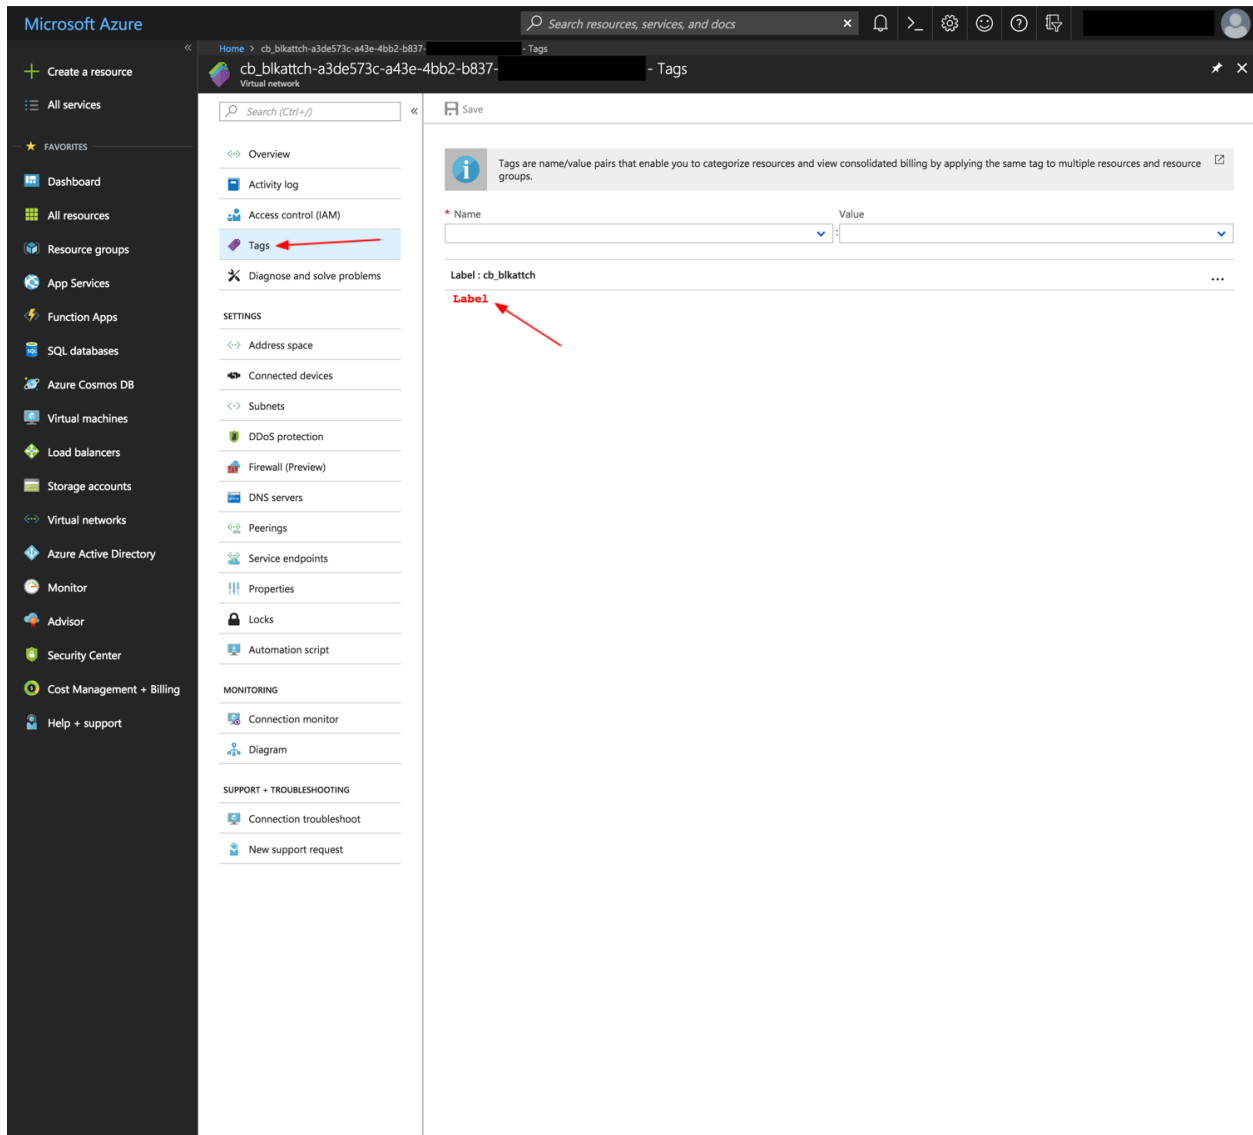 Microsoft Azure
Search resources, services, and docs
Home > cb_blkattch-a3de573c-a43e-4bb2-b837- - Tags
cb_blkattch-a3de573c-a43e-4bb2-b837- - Tags
Virtual network
Create a resource
All services
FAVORITES
Dashboard
All resources
Resource groups
App Services
Function Apps
SQL databases
Azure Cosmos DB
Virtual machines
Load balancers
Storage accounts
Virtual networks
Azure Active Directory
Monitor
Advisor
Security Center
Cost Management + Billing
Help + support
Search (Ctrl+/)
Overview
Activity log
Access control (IAM)
Tags
Diagnose and solve problems
SETTINGS
Address space
Connected devices
Subnets
DDoS protection
Firewall (Preview)
DNS servers
Peerings
Service endpoints
Properties
Locks
Automation script
MONITORING
Connection monitor
Diagram
SUPPORT + TROUBLESHOOTING
Connection troubleshoot
New support request
Save
Tags are name/value pairs that enable you to categorize resources and view consolidated billing by applying the same tag to multiple resources and resource
groups.
* Name
Value
:
Label : cb_blkattch
...
Label